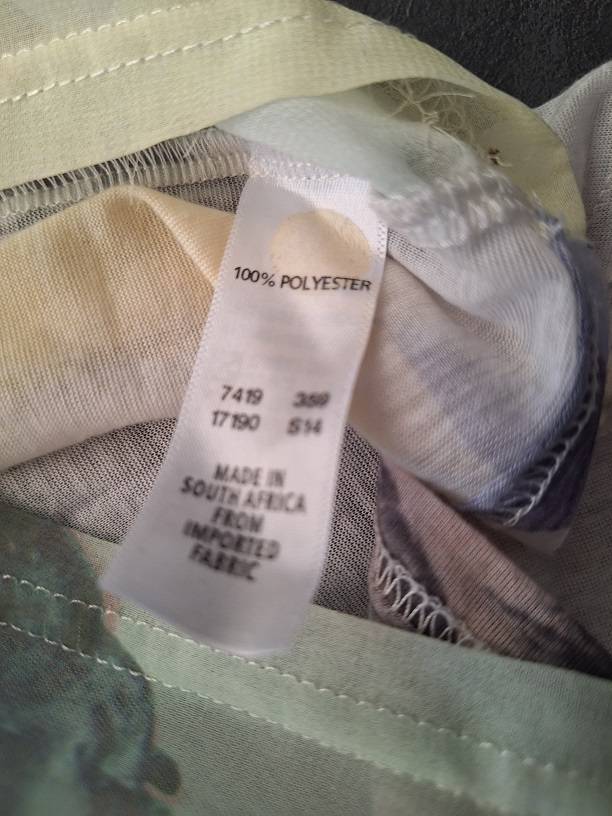 100% POLYESTER
7419 359
17190 S14
MADE IN
SOUTH AFRICA
FROM
IMPORTED
FABRIC